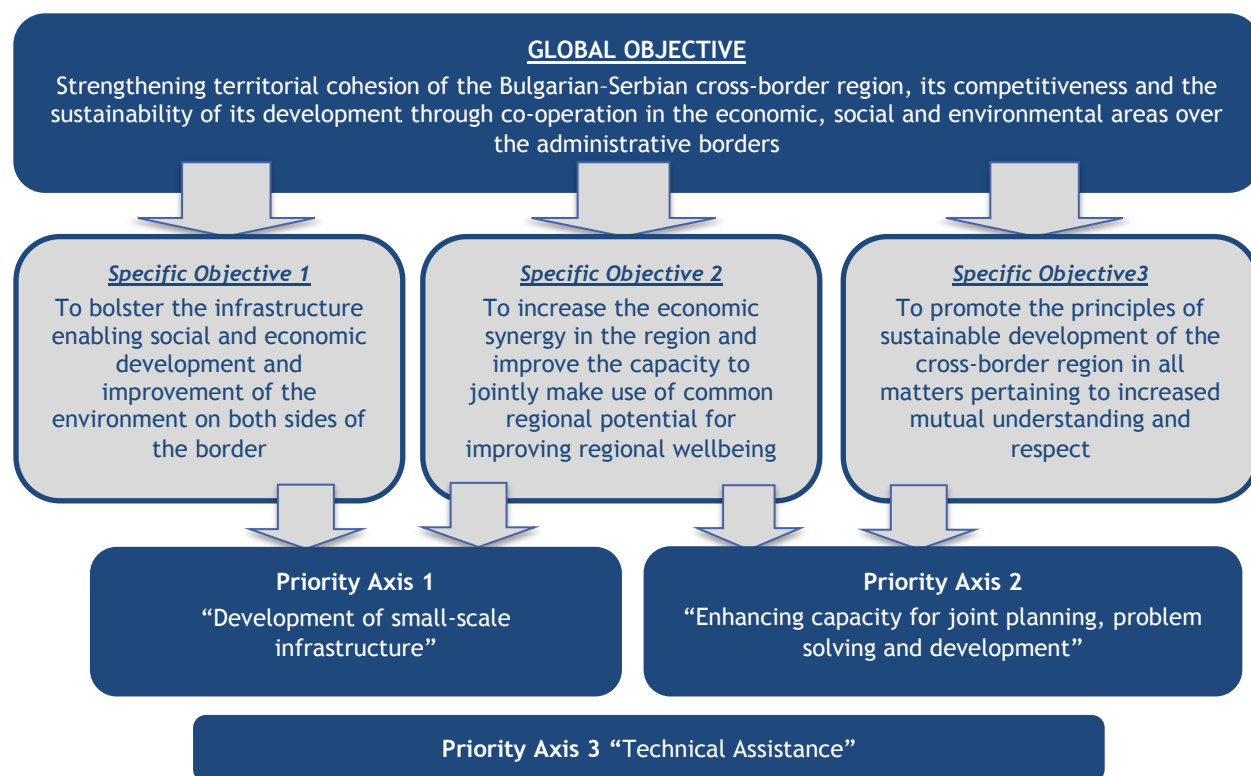 GLOBAL OBJECTIVE
Strengthening territorial cohesion of the Bulgarian–Serbian cross-border region, its competitiveness and the
sustainability of its development through co-operation in the economic, social and environmental areas over
the administrative borders
Specific Objective 1
To bolster the infrastructure
enabling social and economic
development and
improvement of the
environment on both sides of
the border
Specific Objective 2
To increase the economic
synergy in the region and
improve the capacity to
jointly make use of common
regional potential for
improving regional wellbeing
Specific Objective3
To promote the principles of
sustainable development of the
cross-border region in all
matters pertaining to increased
mutual understanding and
respect
Priority Axis 1
“Development of small-scale
infrastructure”
Priority Axis 2
“Enhancing capacity for joint planning, problem
solving and development”
Priority Axis 3 “Technical Assistance”